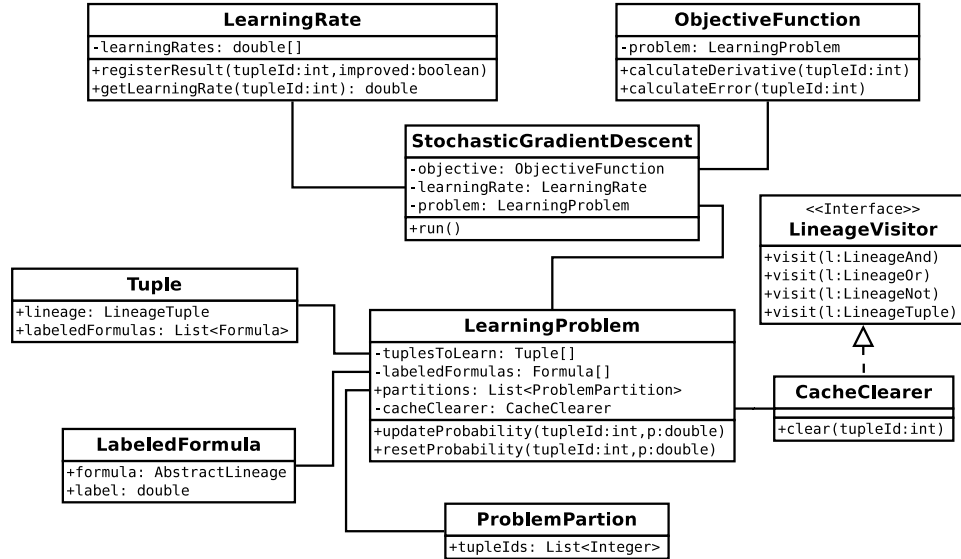 LearningRate
-learningRates: double[]
+registerResult(tupleId:int,improved:boolean)
+getLearningRate(tupleId:int): double
ObjectiveFunction
-problem: LearningProblem
+calculateDerivative(tupleId:int)
+calculateError(tupleId:int)
StochasticGradientDescent
-objective: ObjectiveFunction
-learningRate: LearningRate
-problem: LearningProblem
+run()
<<Interface>>
LineageVisitor
+visit(l:LineageAnd)
+visit(l:LineageOr)
+visit(l:LineageNot)
+visit(l:LineageTuple)
Tuple
+lineage: LineageTuple
+labeledFormulas: List<Formula>
LearningProblem
-tuplesToLearn: Tuple[]
-labeledFormulas: Formula[]
+partitions: List<ProblemPartition>
-cacheClearer: CacheClearer
+updateProbability(tupleId:int,p:double)
+resetProbability(tupleId:int,p:double)
CacheClearer
+clear(tupleId:int)
LabeledFormula
+formula: AbstractLineage
+label: double
ProblemPartion
+tupleIds: List<Integer>